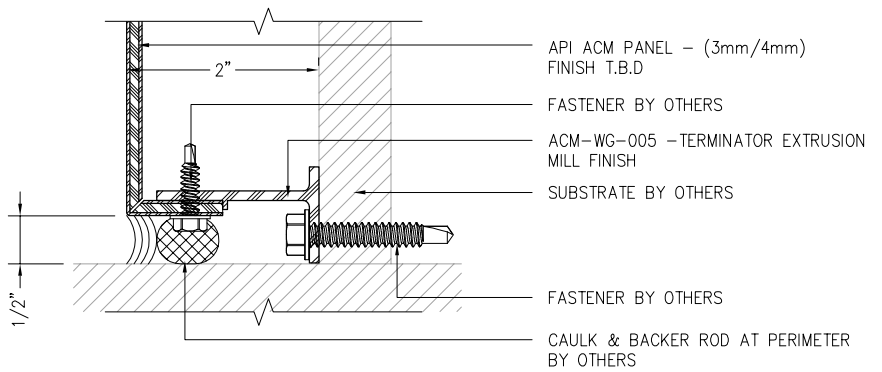 API ACM PANEL – (3mm/4mm)
FINISH T.B.D
2"
FASTENER BY OTHERS
ACM–WG–005 –TERMINATOR EXTRUSION
MILL FINISH
SUBSTRATE BY OTHERS
1/2"
FASTENER BY OTHERS
CAULK & BACKER ROD AT PERIMETER
BY OTHERS